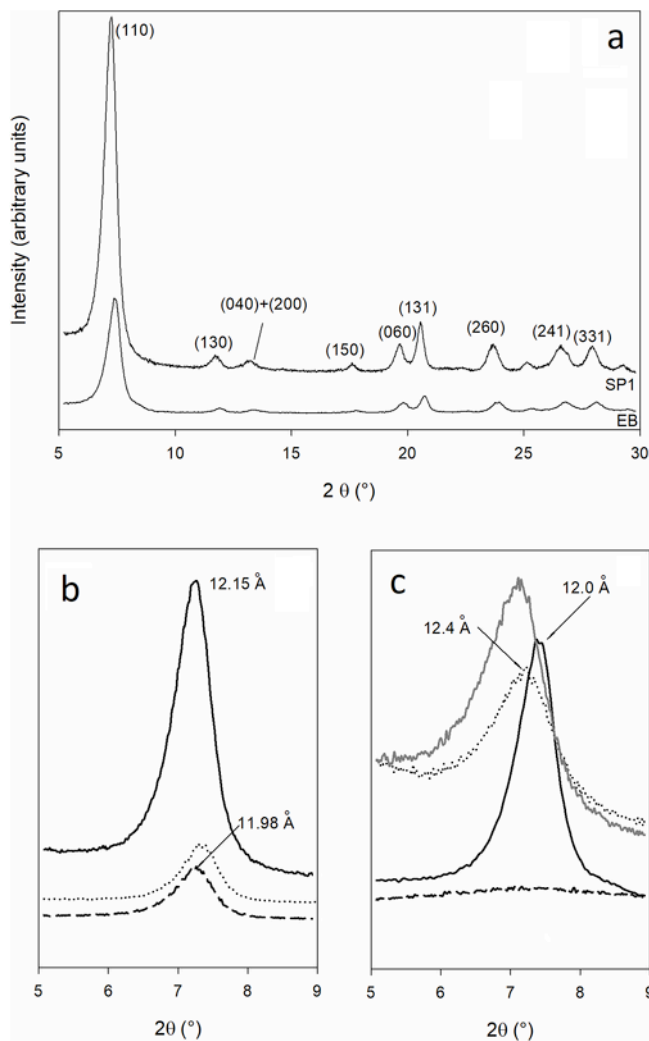 a
(110)
(040)+(200)
(130)
(150)
(060)
(131)
(260)
(241)
(331)
SP1
EB
Intensity (arbitrary units)
5 10 15 20 25 30
2 θ (°)
b
12.15 Å
11.98 Å
5 6 7 8 9
2θ (°)
c
12.0 Å
12.4 Å
5 6 7 8 9
2θ (°)